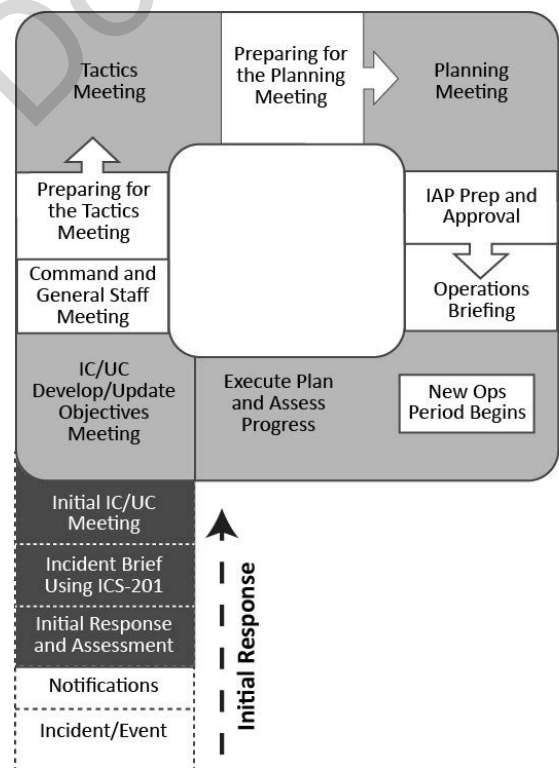 Tactics
Meeting
Preparing for
the Planning
Meeting
Planning
Meeting
Preparing for
the Tactics
Meeting
IAP Prep and
Approval
Command and
General Staff
Meeting
Operations
Briefing
IC/UC
Develop/Update
Objectives
Meeting
Execute Plan
and Assess
Progress
New Ops
Period Begins
Initial IC/UC
Meeting
Incident Brief
Using ICS-201
Initial Response
and Assessment
Notifications
Incident/Event
Initial Response